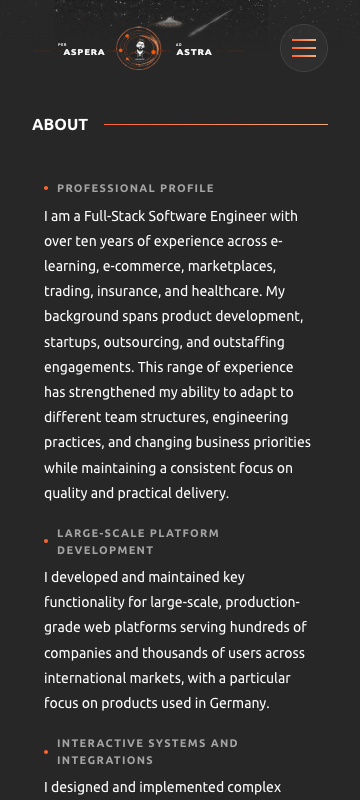 PER
ASPERA
AD
ASTRA
ABOUT
PROFESSIONAL PROFILE
I am a Full-Stack Software Engineer with
over ten years of experience across e-
learning, e-commerce, marketplaces,
trading, insurance, and healthcare. My
background spans product development,
startups, outsourcing, and outstaffing
engagements. This range of experience
has strengthened my ability to adapt to
different team structures, engineering
practices, and changing business priorities
while maintaining a consistent focus on
quality and practical delivery.
LARGE-SCALE PLATFORM
DEVELOPMENT
I developed and maintained key
functionality for large-scale, production-
grade web platforms serving hundreds of
companies and thousands of users across
international markets, with a particular
focus on products used in Germany.
INTERACTIVE SYSTEMS AND
INTEGRATIONS
I designed and implemented complex